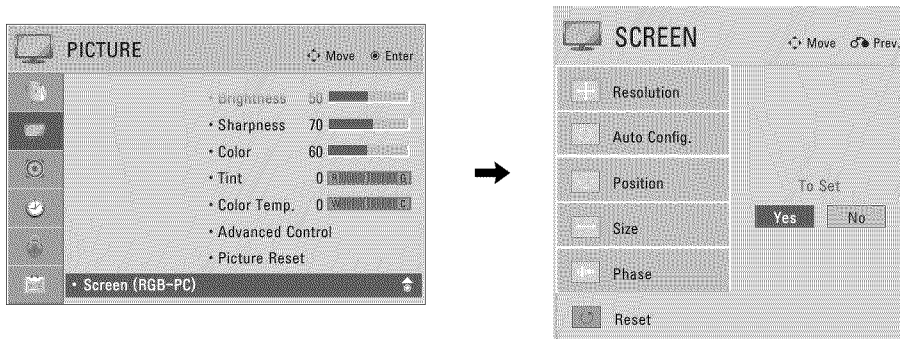 PICTURE
Move Enter
• Brightness 50
• Sharpness 70
• Color 60
• Tint 0 R G
• Color Temp. 0 W C
• Advanced Control
• Picture Reset
• Screen (RGB-PC)
SCREEN
Move Prev.
Resolution
Auto Config.
Position
Size
Phase
Reset
To Set
Yes No